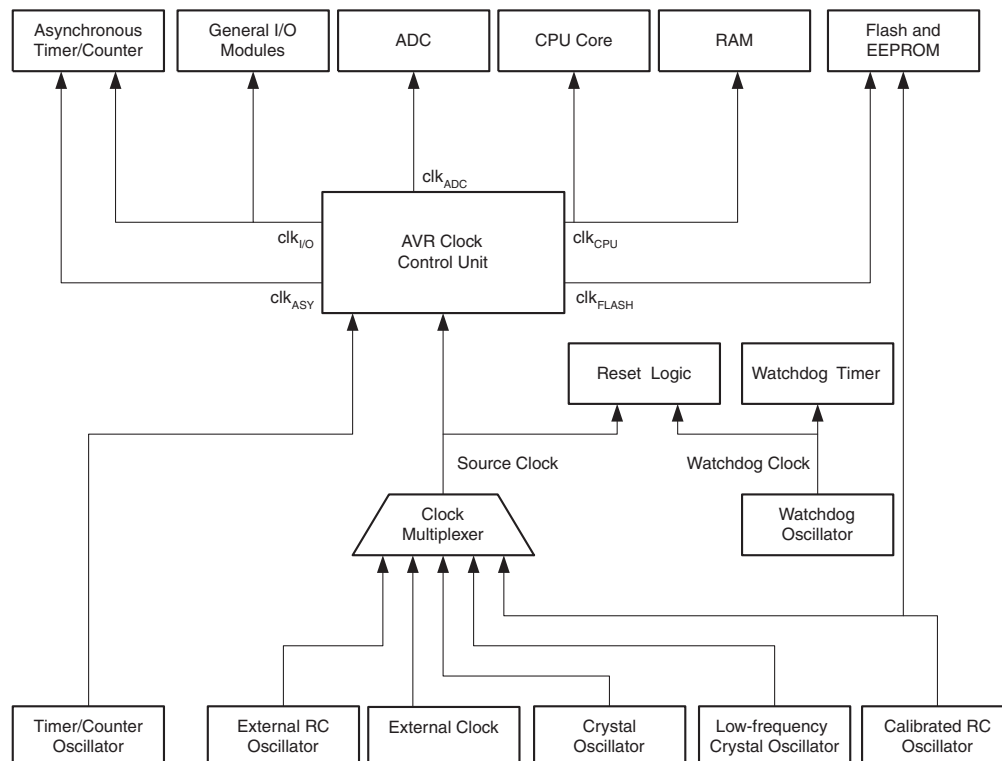 Asynchronous
Timer/Counter
General I/O
Modules
ADC
CPU Core
RAM
Flash and
EEPROM
clkADC
clkI/O
AVR Clock
Control Unit
clkCPU
clkASY
clkFLASH
Reset Logic
Watchdog Timer
Source Clock
Watchdog Clock
Clock
Multiplexer
Watchdog
Oscillator
Timer/Counter
Oscillator
External RC
Oscillator
External Clock
Crystal
Oscillator
Low-frequency
Crystal Oscillator
Calibrated RC
Oscillator